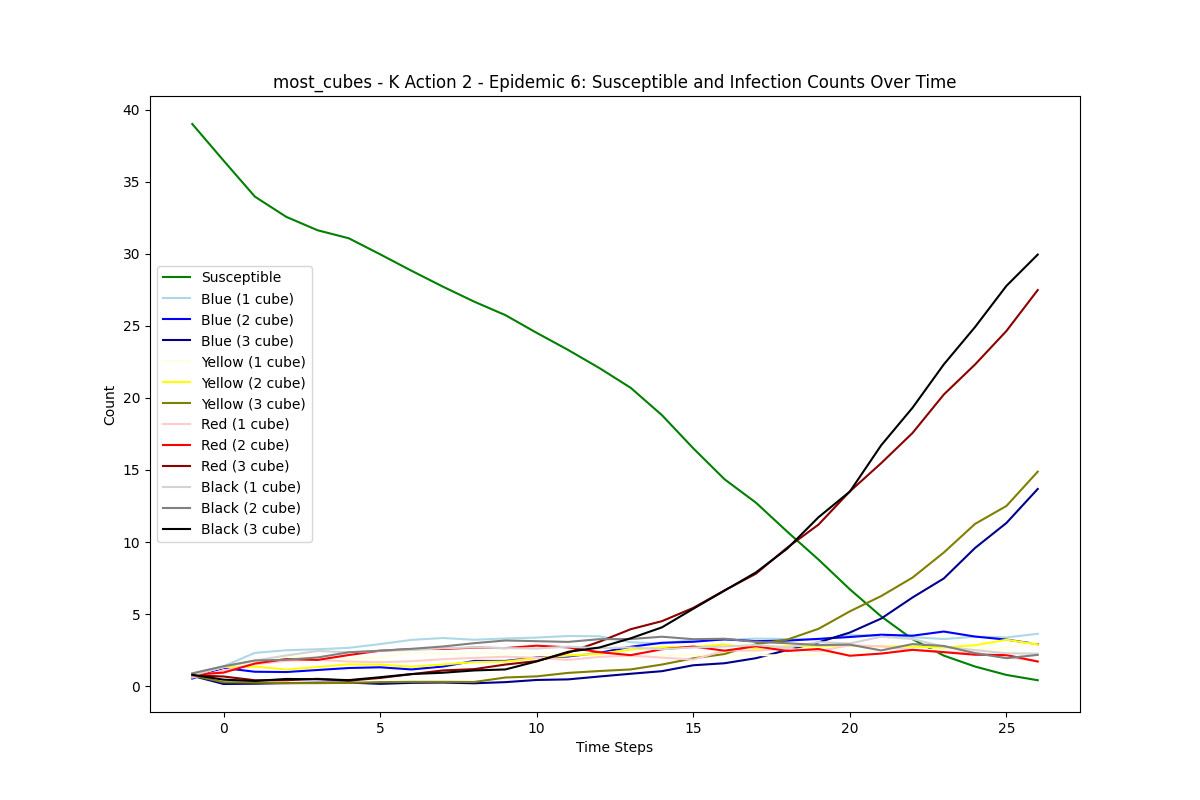 most_cubes - K Action 2 - Epidemic 6: Susceptible and Infection Counts Over Time
40
35
30
25
20
15
10
5
0
Count
Susceptible
Blue (1 cube)
Blue (2 cube)
Blue (3 cube)
Yellow (1 cube)
Yellow (2 cube)
Yellow (3 cube)
Red (1 cube)
Red (2 cube)
Red (3 cube)
Black (1 cube)
Black (2 cube)
Black (3 cube)
0 5 10 15 20 25
Time Steps